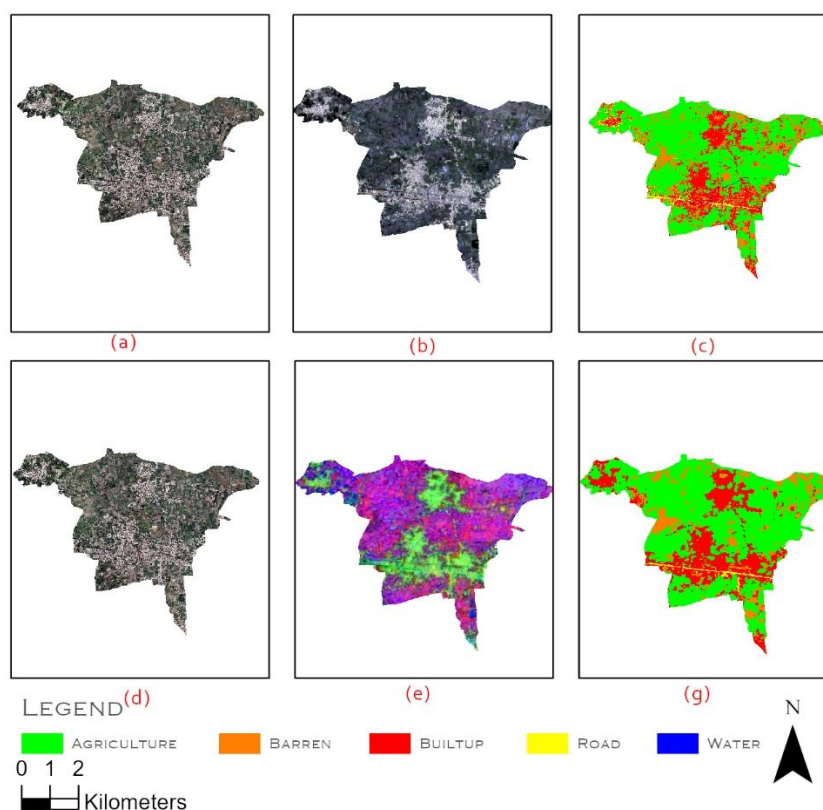 (a) (b) (c)
(d) (e) (g)
LEGEND
N
AGRICULTURE BARREN BUILTUP ROAD WATER
0 1 2
Kilometers